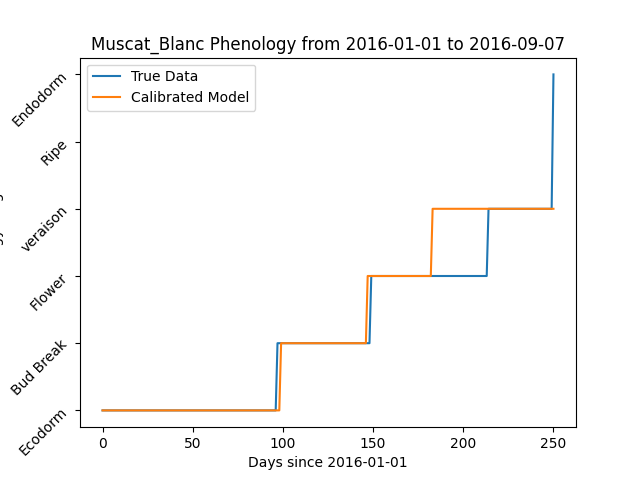 Muscat_Blanc Phenology from 2016-01-01 to 2016-09-07
True Data
Calibrated Model
Endodorm
Ripe
veraison
Flower
Bud Break
Ecodorm
0 50 100 150 200 250
Days since 2016-01-01